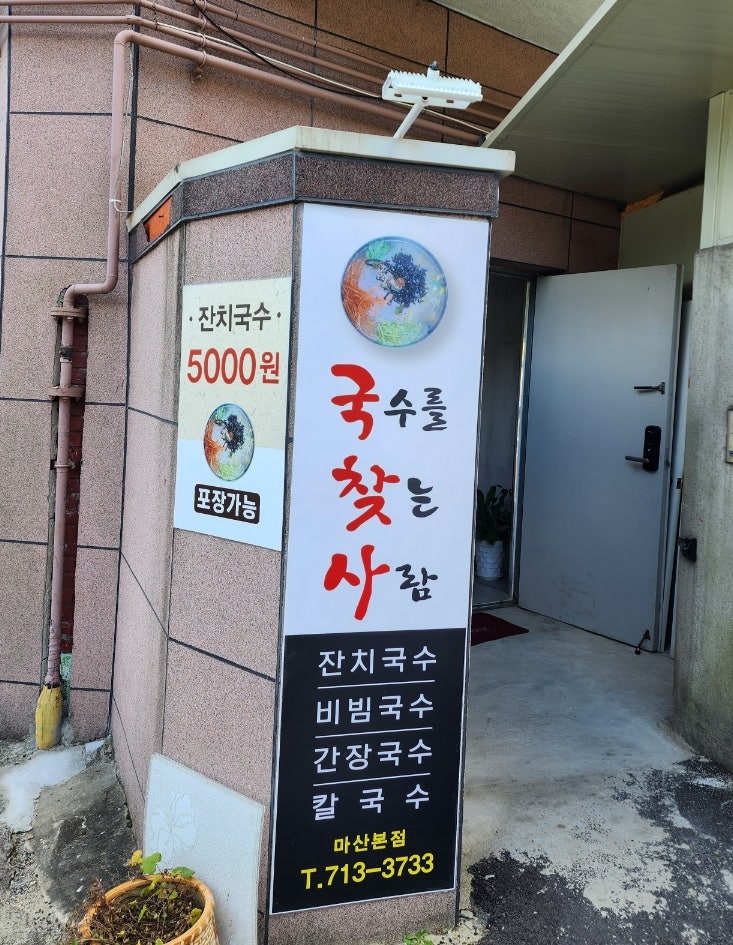 · 잔치국수 ·
5000원
포장가능
국수를
찾는
사람
잔치국수
비빔국수
간장국수
칼국수
마산본점
T.713-3733